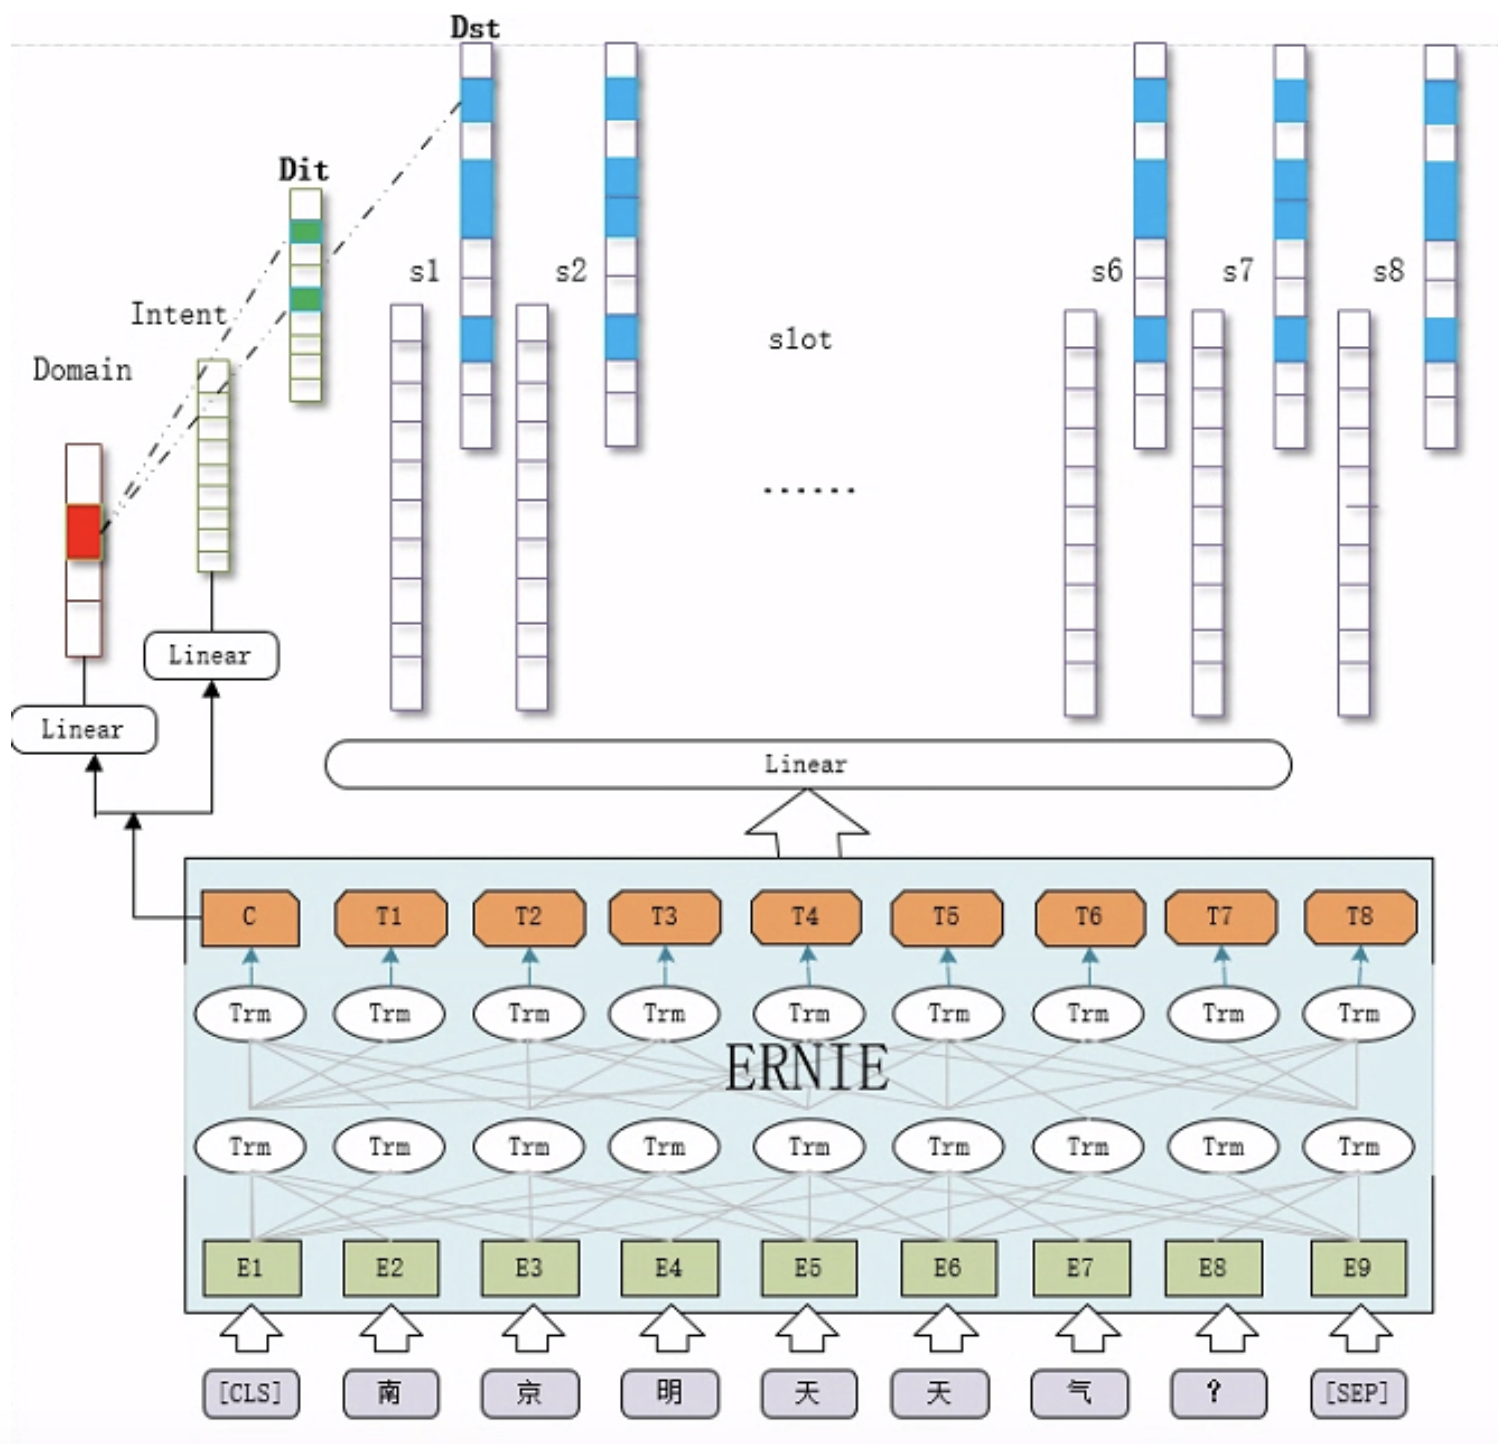 Dst
Dit
s1
s2
s6
s7
s8
Intent
slot
Domain
......
Linear
Linear
Linear
C T1 T2 T3 T4 T5 T6 T7 T8
Trm Trm Trm Trm Trm Trm Trm Trm Trm
ERNIE
Trm Trm Trm Trm Trm Trm Trm Trm Trm
E1 E2 E3 E4 E5 E6 E7 E8 E9
[CLS] 南 京 明 天 天 气 ? [SEP]